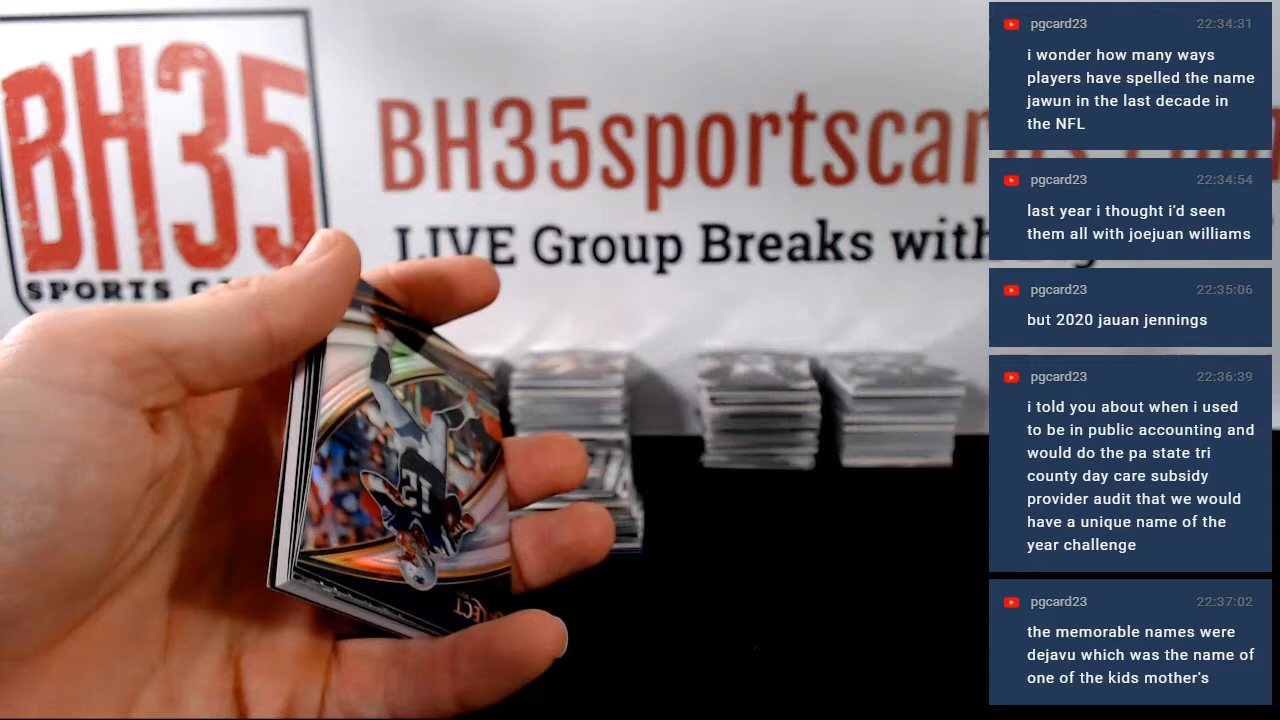 BH35
SPORTS
BH35sportsca
LIVE Group Breaks with
15
pgcard23 22:34:31
i wonder how many ways
players have spelled the name
jawun in the last decade in
the NFL
pgcard23 22:34:54
last year i thought i'd seen
them all with joejuan williams
pgcard23 22:35:06
but 2020 jauan jennings
pgcard23 22:36:39
i told you about when i used
to be in public accounting and
would do the pa state tri
county day care subsidy
provider audit that we would
have a unique name of the
year challenge
pgcard23 22:37:02
the memorable names were
dejavu which was the name of
one of the kids mother's